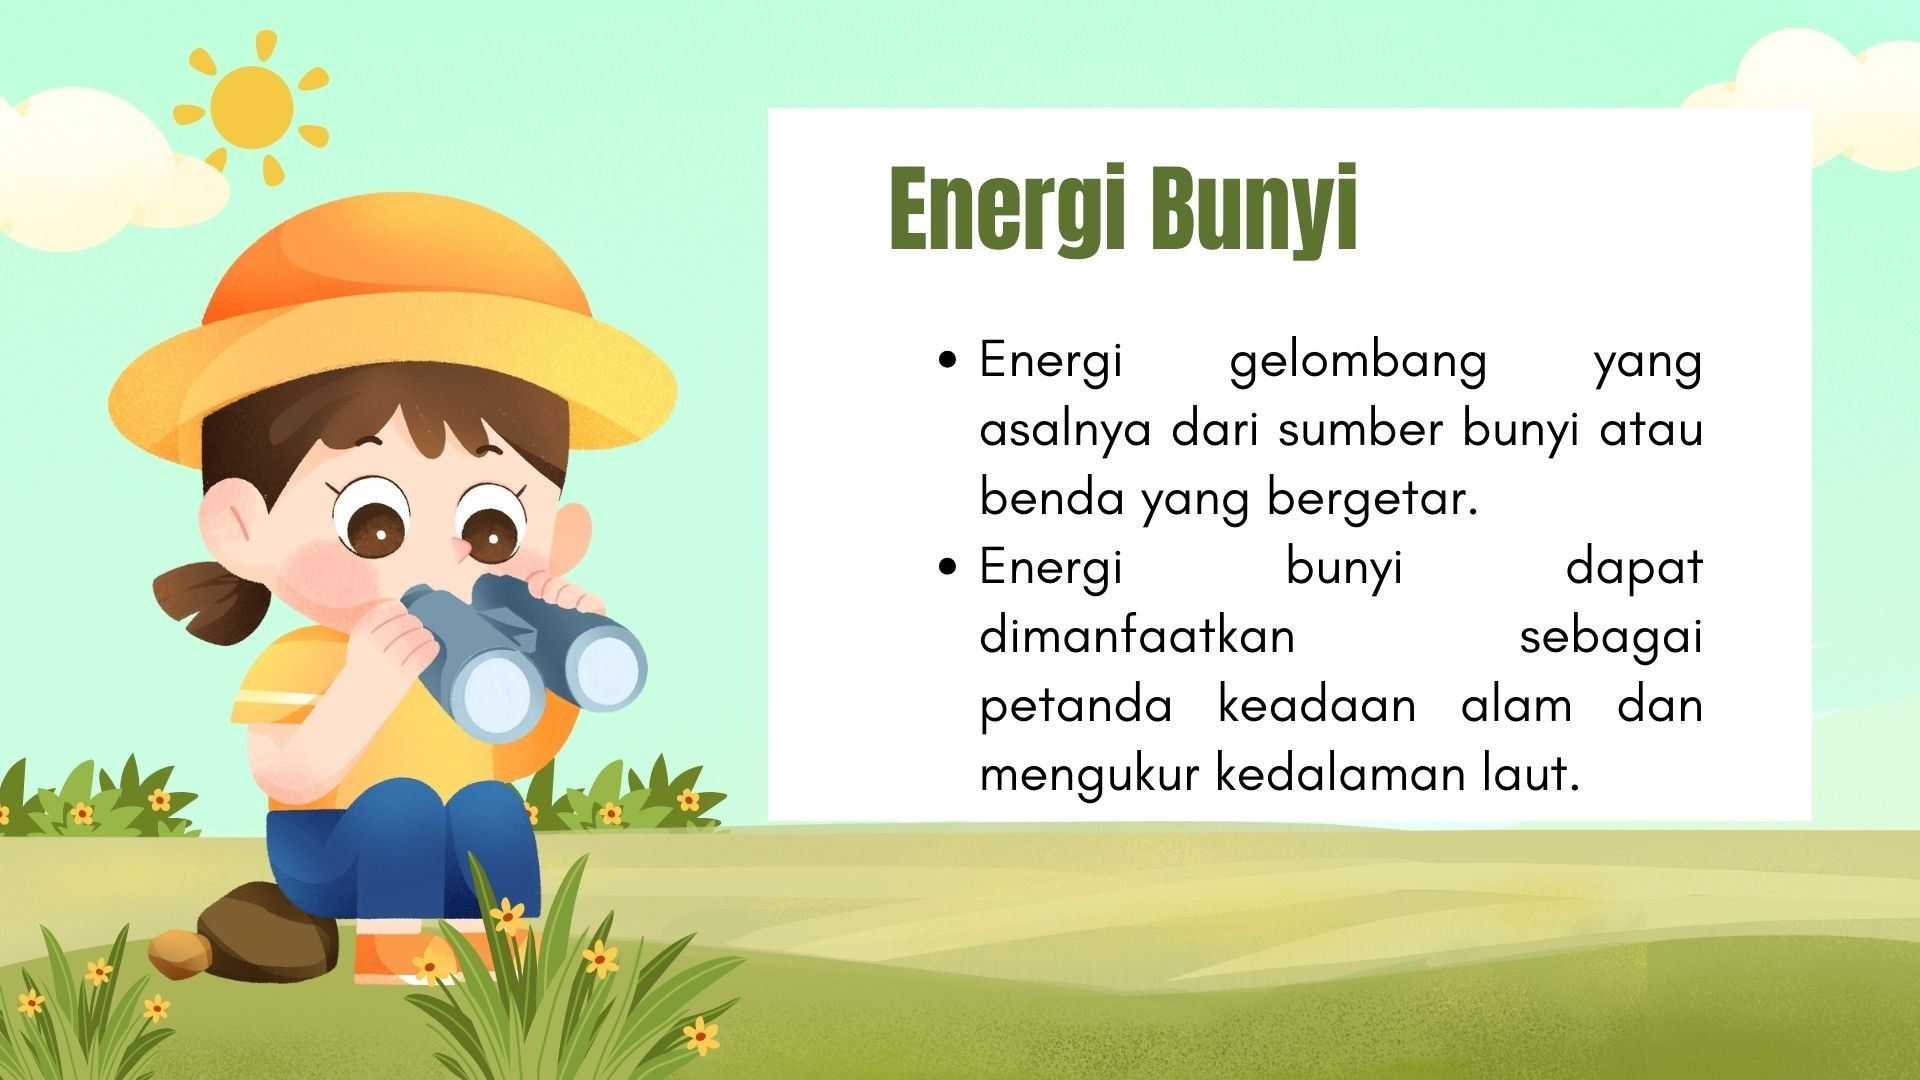 Energi Bunyi
• Energi gelombang yang
asalnya dari sumber bunyi atau
benda yang bergetar.
• Energi bunyi dapat
dimanfaatkan sebagai
petanda keadaan alam dan
mengukur kedalaman laut.